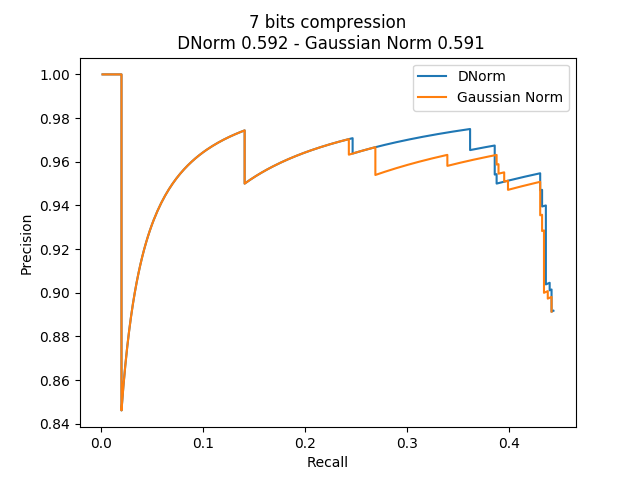 7 bits compression
DNorm 0.592 - Gaussian Norm 0.591
DNorm
Gaussian Norm
1.00
0.98
0.96
0.94
0.92
0.90
0.88
0.86
0.84
Precision
0.0
0.1
0.2
0.3
0.4
Recall